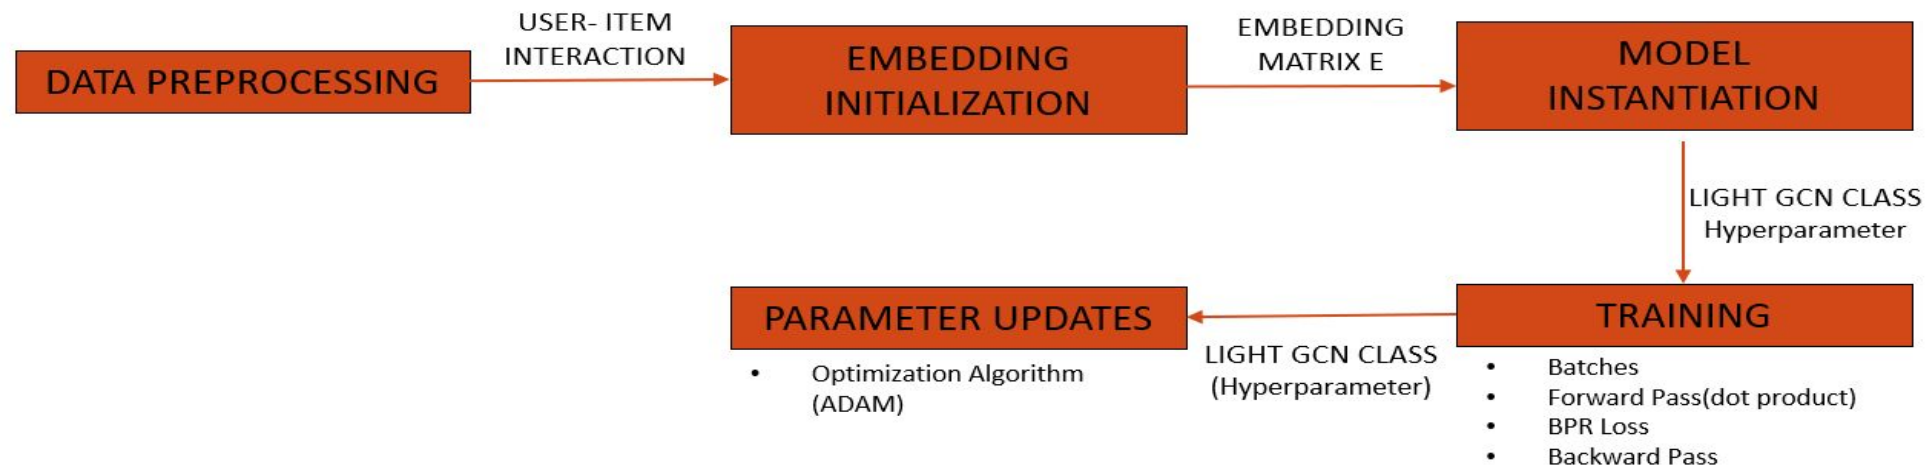 DATA PREPROCESSING
USER- ITEM
INTERACTION
EMBEDDING
INITIALIZATION
EMBEDDING
MATRIX E
MODEL
INSTANTIATION
LIGHT GCN CLASS
Hyperparameter
TRAINING
• Batches
• Forward Pass(dot product)
• BPR Loss
• Backward Pass
LIGHT GCN CLASS
(Hyperparameter)
PARAMETER UPDATES
• Optimization Algorithm
(ADAM)